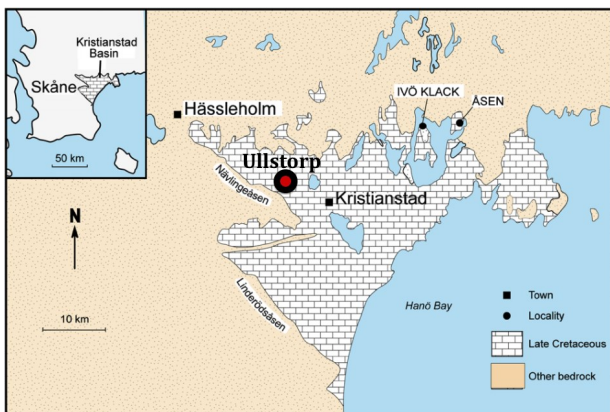 Kristianstad
Basin
Skåne
50 km
Hässleholm
IVÖ KLACK
ÅSEN
Ullstorp
Nävlingeåsen
Kristianstad
N
Linderödsåsen
10 km
Hanö Bay
Town
Locality
Late Cretaceous
Other bedrock